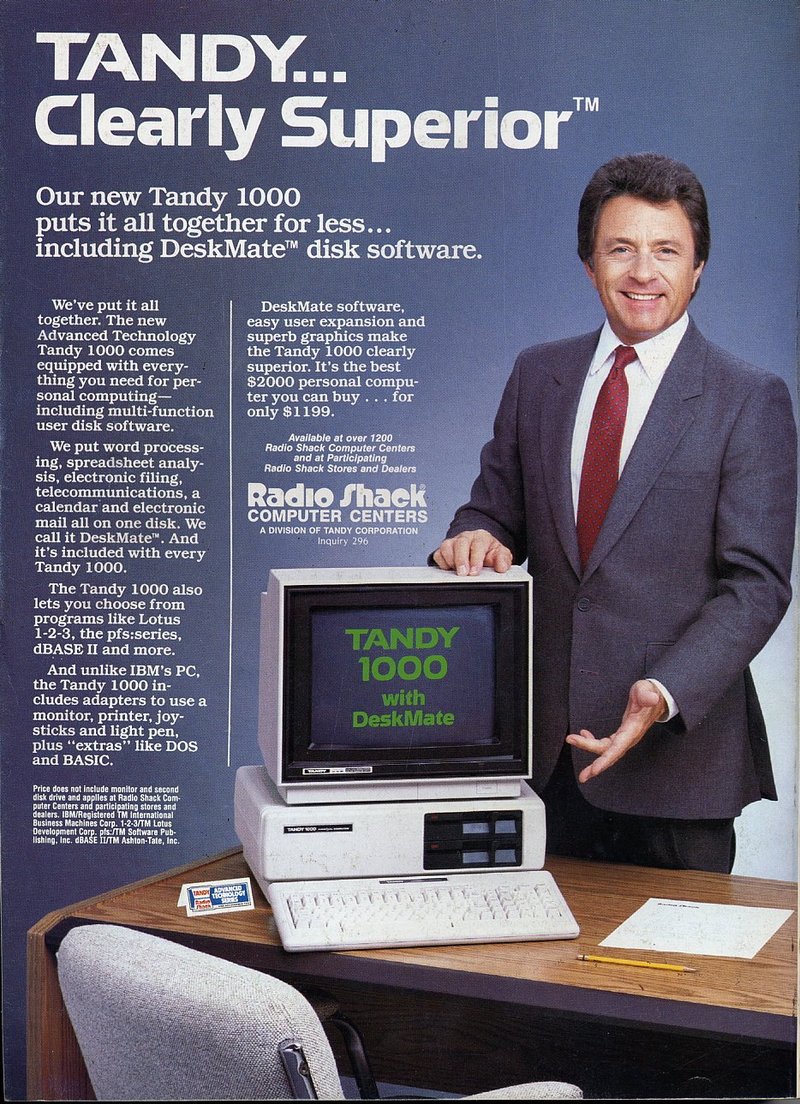 TANDY...
Clearly Superior™
Our new Tandy 1000
puts it all together for less...
including DeskMate™ disk software.
We've put it all
together. The new
Advanced Technology
Tandy 1000 comes
equipped with every-
thing you need for per-
sonal computing—
including multi-function
user disk software.
We put word process-
ing, spreadsheet analy-
sis, electronic filing,
telecommunications, a
calendar and electronic
mail all on one disk. We
call it DeskMate™. And
it's included with every
Tandy 1000.
The Tandy 1000 also
lets you choose from
programs like Lotus
1-2-3, the pfs:series,
dBASE II and more.
And unlike IBM's PC,
the Tandy 1000 in-
cludes adapters to use a
monitor, printer, joy-
sticks and light pen,
plus “extras” like DOS
and BASIC.
Price does not include monitor and second
disk drive and applies at Radio Shack Com-
puter Centers and participating stores and
dealers. IBM/Registered TM International
Business Machines Corp. 1-2-3/TM Lotus
Development Corp. pfs:/TM Software Pub-
lishing, Inc. dBASE II/TM Ashton-Tate, Inc.
DeskMate software,
easy user expansion and
superb graphics make
the Tandy 1000 clearly
superior. It's the best
$2000 personal compu-
ter you can buy . . . for
only $1199.
Available at over 1200
Radio Shack Computer Centers
and at Participating
Radio Shack Stores and Dealers
Radio Shack®
COMPUTER CENTERS
A DIVISION OF TANDY CORPORATION
Inquiry 296
TANDY
1000
with
DeskMate
TANDY
TANDY 1000
TANDY
Radio Shack
ADVANCED
TECHNOLOGY
SERIES